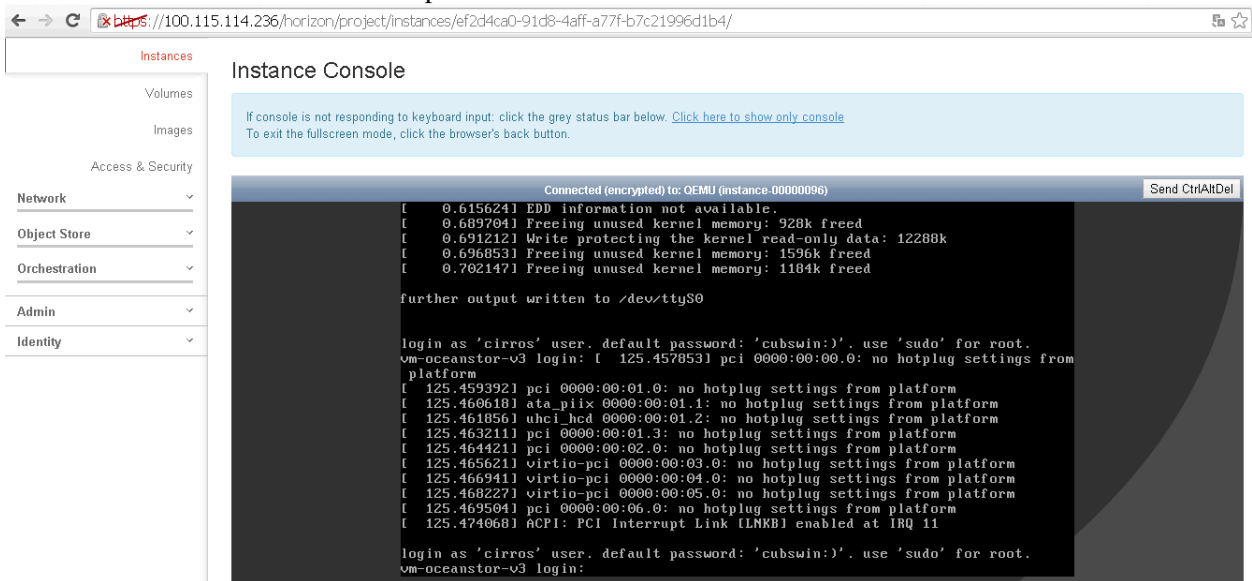 https://100.115.114.236/horizon/project/instances/ef2d4ca0-91d8-4aff-a77f-b7c21996d1b4/
Instances
Volumes
Images
Access & Security
Network
Object Store
Orchestration
Admin
Identity
Instance Console
If console is not responding to keyboard input: click the grey status bar below. Click here to show only console
To exit the fullscreen mode, click the browser's back button.
Connected (encrypted) to: QEMU (instance-00000096)
Send CtrlAltDel
[    0.615624] EDD information not available.
[    0.689704] Freeing unused kernel memory: 928k freed
[    0.691212] Write protecting the kernel read-only data: 12288k
[    0.696853] Freeing unused kernel memory: 1596k freed
[    0.702147] Freeing unused kernel memory: 1184k freed
further output written to /dev/ttyS0
login as 'cirros' user. default password: 'cubswin:)'. use 'sudo' for root.
vm-oceanstor-v3 login: [  125.457853] pci 0000:00:00.0: no hotplug settings from
platform
[  125.459392] pci 0000:00:01.0: no hotplug settings from platform
[  125.460618] ata_piix 0000:00:01.1: no hotplug settings from platform
[  125.461856] uhci_hcd 0000:00:01.2: no hotplug settings from platform
[  125.463211] pci 0000:00:01.3: no hotplug settings from platform
[  125.464421] pci 0000:00:02.0: no hotplug settings from platform
[  125.465621] virtio-pci 0000:00:03.0: no hotplug settings from platform
[  125.466941] virtio-pci 0000:00:04.0: no hotplug settings from platform
[  125.468227] virtio-pci 0000:00:05.0: no hotplug settings from platform
[  125.469504] pci 0000:00:06.0: no hotplug settings from platform
[  125.474068] ACPI: PCI Interrupt Link [LNKB] enabled at IRQ 11
login as 'cirros' user. default password: 'cubswin:)'. use 'sudo' for root.
vm-oceanstor-v3 login: